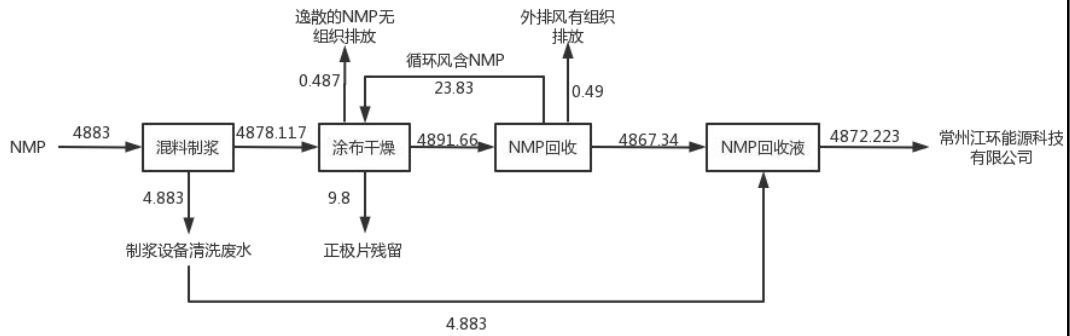 逸散的NMP无
组织排放
外排风有组织
排放
循环风含NMP
0.487
23.83
0.49
NMP
4883
混料制浆
4878.117
涂布干燥
4891.66
NMP回收
4867.34
NMP回收液
4872.223
常州江环能源科技
有限公司
4.883
9.8
制浆设备清洗废水
正极片残留
4.883